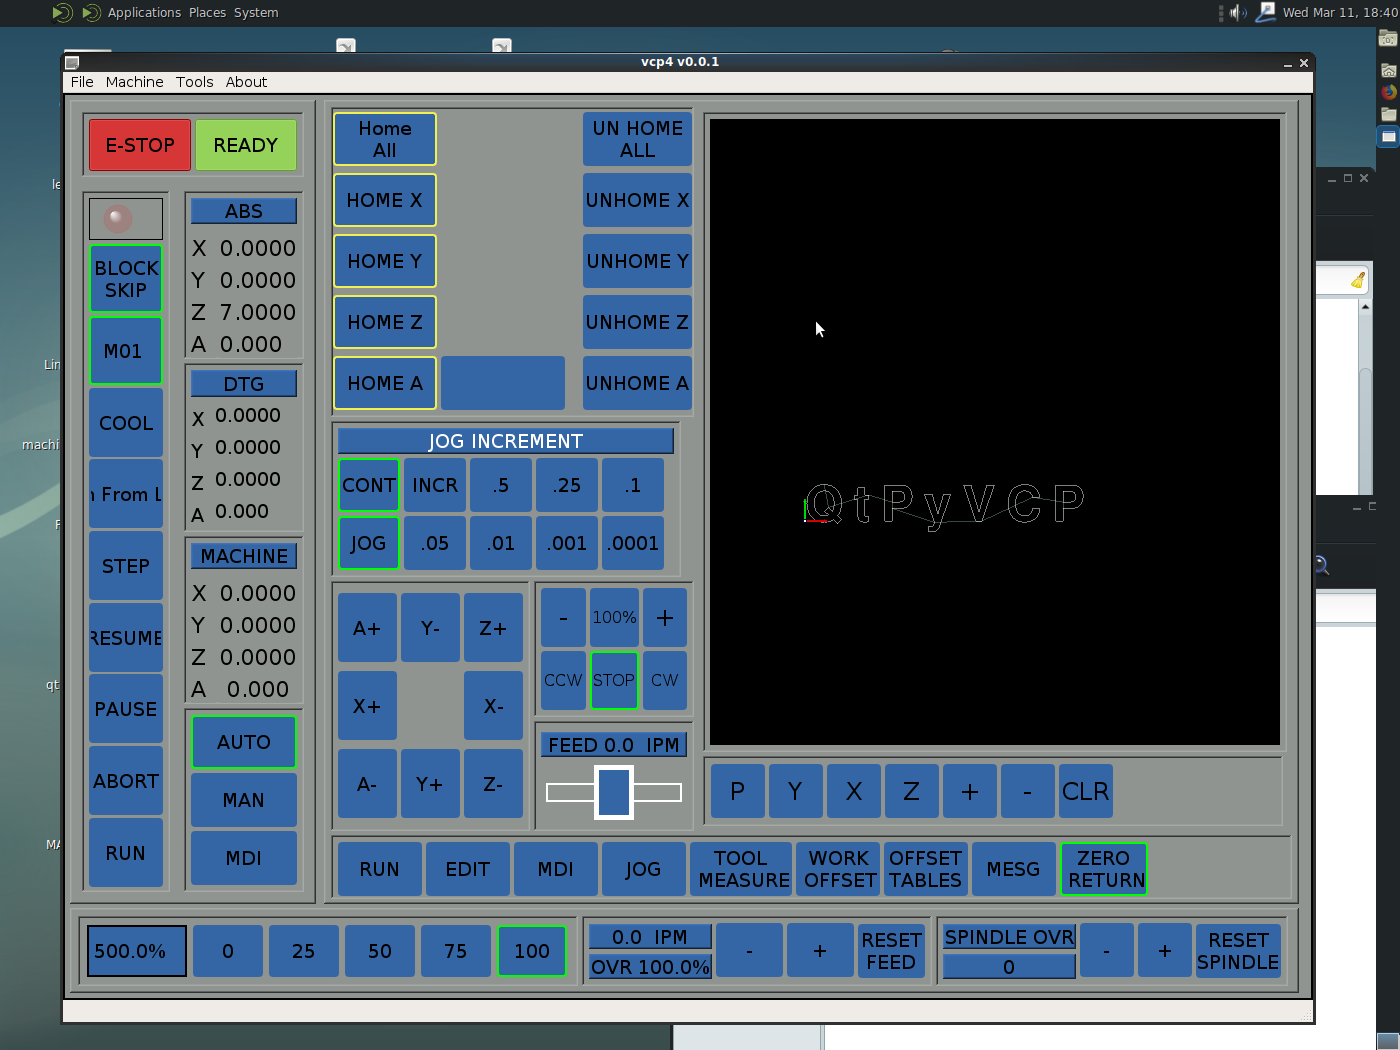 Applications Places System
Wed Mar 11, 18:40
vcp4 v0.0.1
File Machine Tools About
E-STOP READY
BLOCK
SKIP
M01
COOL
From
STEP
RESUME
PAUSE
ABORT
RUN
ABS
X 0.0000
Y 0.0000
Z 7.0000
A 0.000
DTG
X 0.0000
Y 0.0000
Z 0.0000
A 0.000
MACHINE
X 0.0000
Y 0.0000
Z 0.0000
A 0.000
AUTO
MAN
MDI
Home
All
UN HOME
ALL
HOME X UNHOME X
HOME Y UNHOME Y
HOME Z UNHOME Z
HOME A UNHOME A
JOG INCREMENT
CONT INCR .5 .25 .1
JOG .05 .01 .001 .0001
A+ Y- Z+
X+ X-
A- Y+ Z-
- 100% +
CCW STOP CW
FEED 0.0 IPM
QtPyVCP
P Y X Z + - CLR
RUN EDIT MDI JOG
TOOL
MEASURE
WORK
OFFSET
OFFSET
TABLES
MESG
ZERO
RETURN
500.0% 0 25 50 75 100
0.0 IPM
OVR 100.0%
- +
RESET
FEED
SPINDLE OVR
0
- +
RESET
SPINDLE